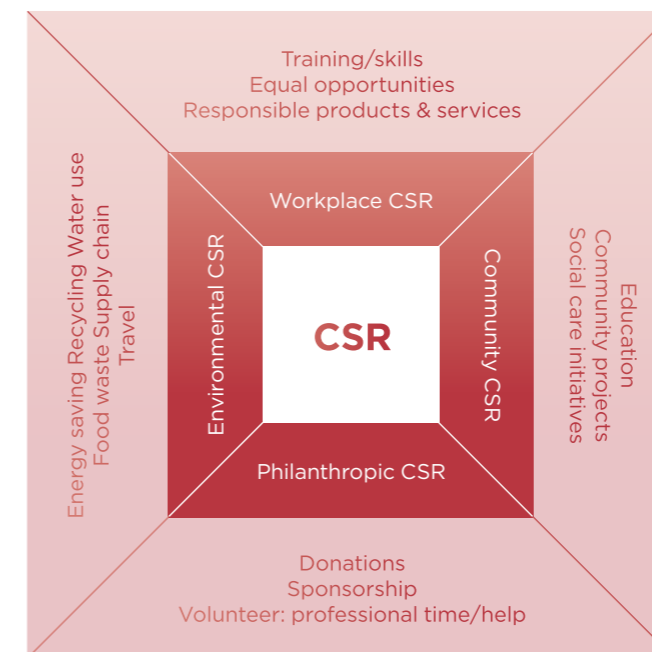 Training/skills
Equal opportunities
Responsible products & services
Workplace CSR
Energy saving Recycling Water use
Food waste Supply chain
Travel
Environmental CSR
CSR
Community CSR
Education
Community projects
Social care initiatives
Philanthropic CSR
Donations
Sponsorship
Volunteer: professional time/help